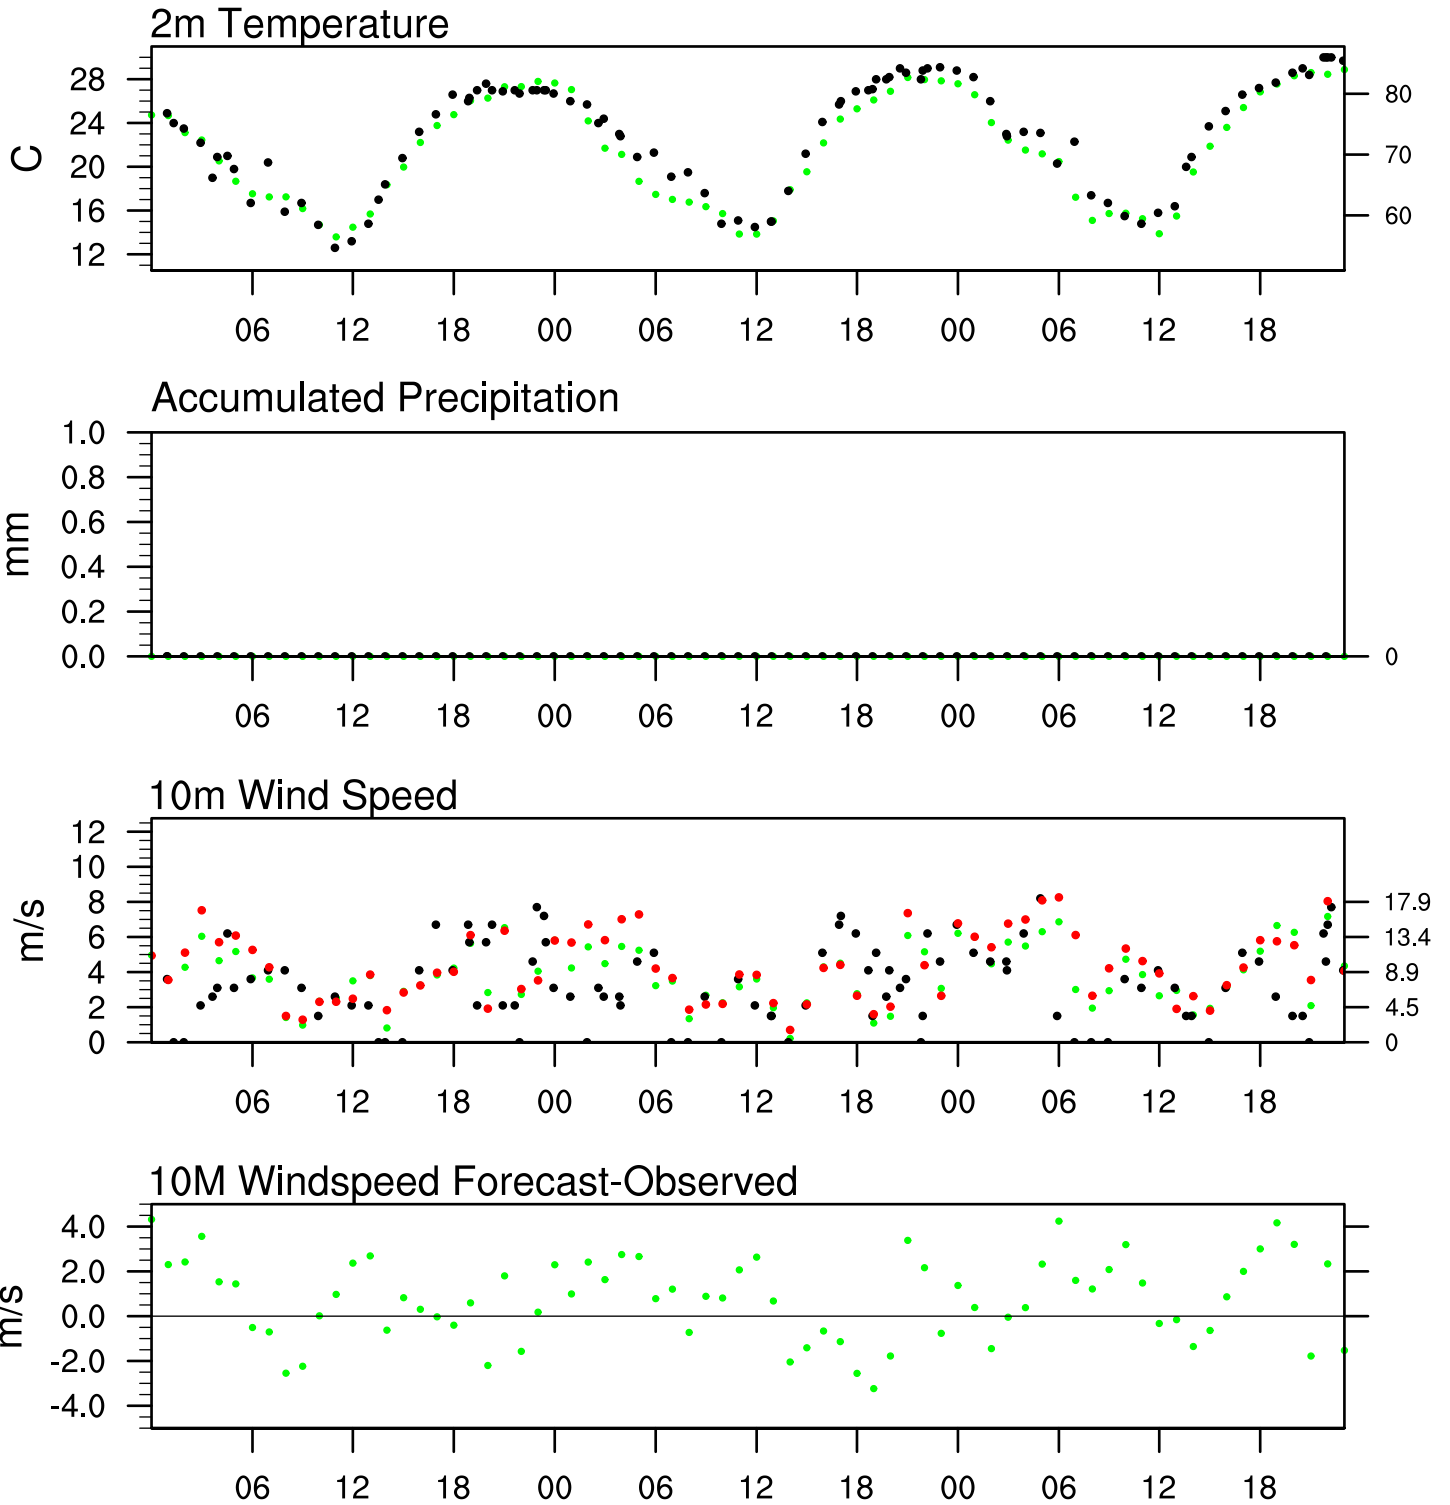 2m Temperature
28
24
20
16
12
C
80
70
60
06 12 18 00 06 12 18 00 06 12 18
Accumulated Precipitation
1.0
0.8
0.6
0.4
0.2
0.0
mm
0
06 12 18 00 06 12 18 00 06 12 18
10m Wind Speed
12
10
8
6
4
2
0
m/s
17.9
13.4
8.9
4.5
0
06 12 18 00 06 12 18 00 06 12 18
10M Windspeed Forecast-Observed
4.0
2.0
0.0
-2.0
-4.0
m/s
06 12 18 00 06 12 18 00 06 12 18